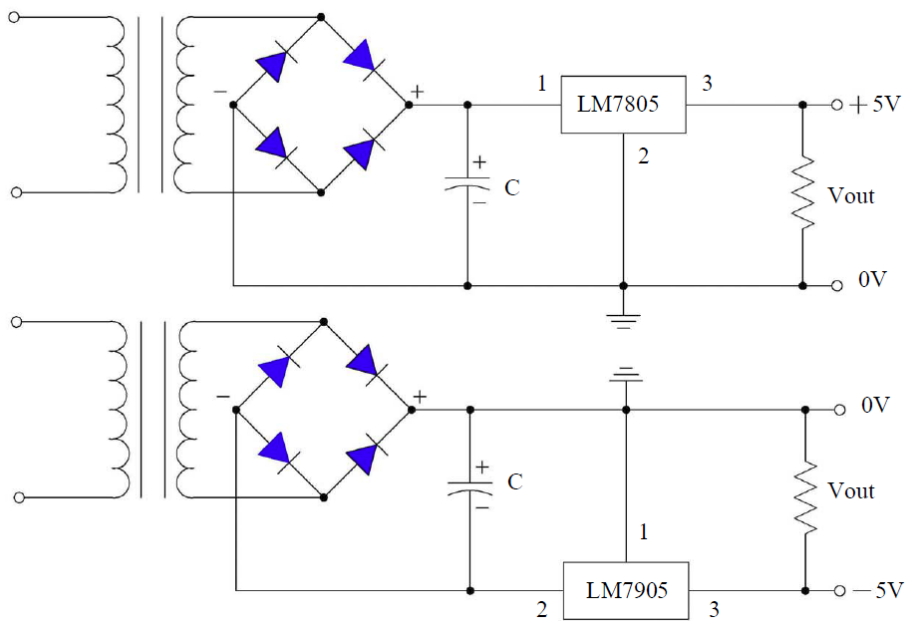 − + 1 LM7805 3 + 5V
2
+
− C Vout
0V
− + 0V
+
− C Vout
1
2 LM7905 3 − 5V